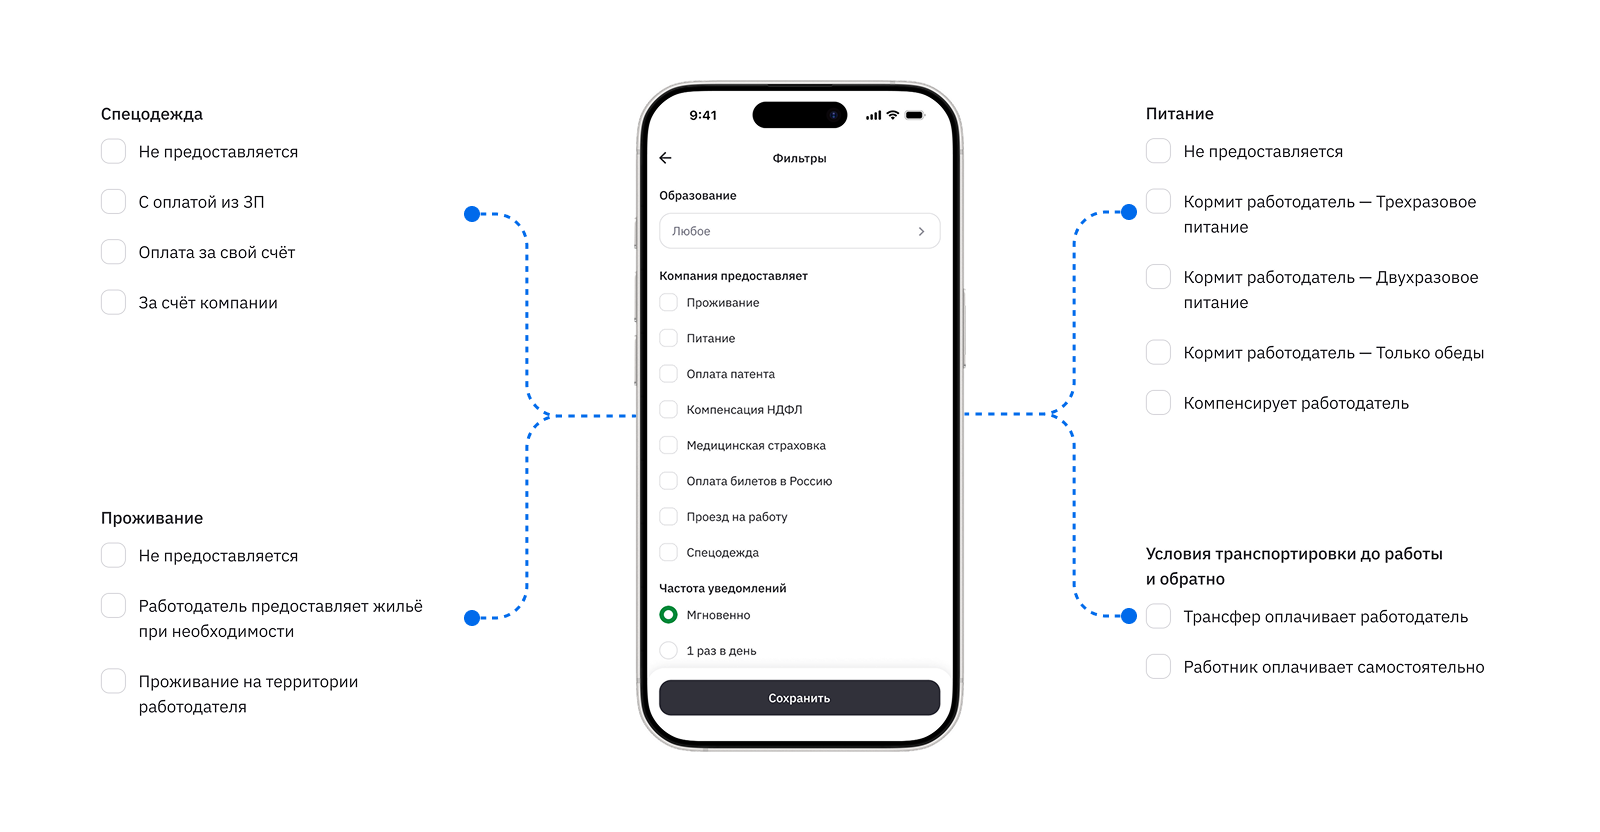 Спецодежда
Не предоставляется
С оплатой из ЗП
Оплата за свой счёт
За счёт компании
Проживание
Не предоставляется
Работодатель предоставляет жильё
при необходимости
Проживание на территории
работодателя
9:41
Фильтры
Образование
Любое
Компания предоставляет
Проживание
Питание
Оплата патента
Компенсация НДФЛ
Медицинская страховка
Оплата билетов в Россию
Проезд на работу
Спецодежда
Частота уведомлений
Мгновенно
1 раз в день
Сохранить
Питание
Не предоставляется
Кормит работодатель — Трехразовое
питание
Кормит работодатель — Двухразовое
питание
Кормит работодатель — Только обеды
Компенсирует работодатель
Условия транспортировки до работы
и обратно
Трансфер оплачивает работодатель
Работник оплачивает самостоятельно